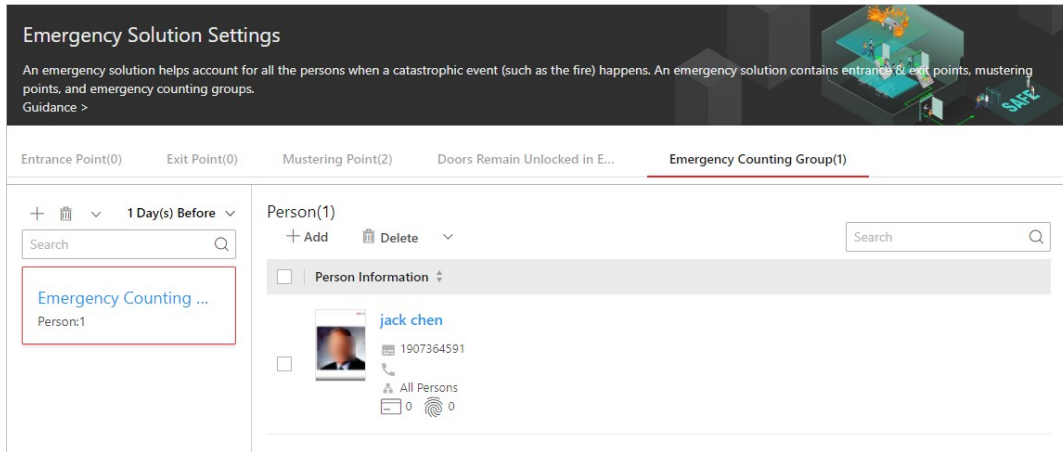 Emergency Solution Settings
An emergency solution helps account for all the persons when a catastrophic event (such as the fire) happens. An emergency solution contains entrance & exit points, mustering
points, and emergency counting groups.
Guidance >
SAFE
Entrance Point(0) Exit Point(0) Mustering Point(2) Doors Remain Unlocked in E... Emergency Counting Group(1)
1 Day(s) Before
Search
Emergency Counting ...
Person:1
Person(1)
Add Delete
Search
Person Information
jack chen
1907364591
All Persons
0 0